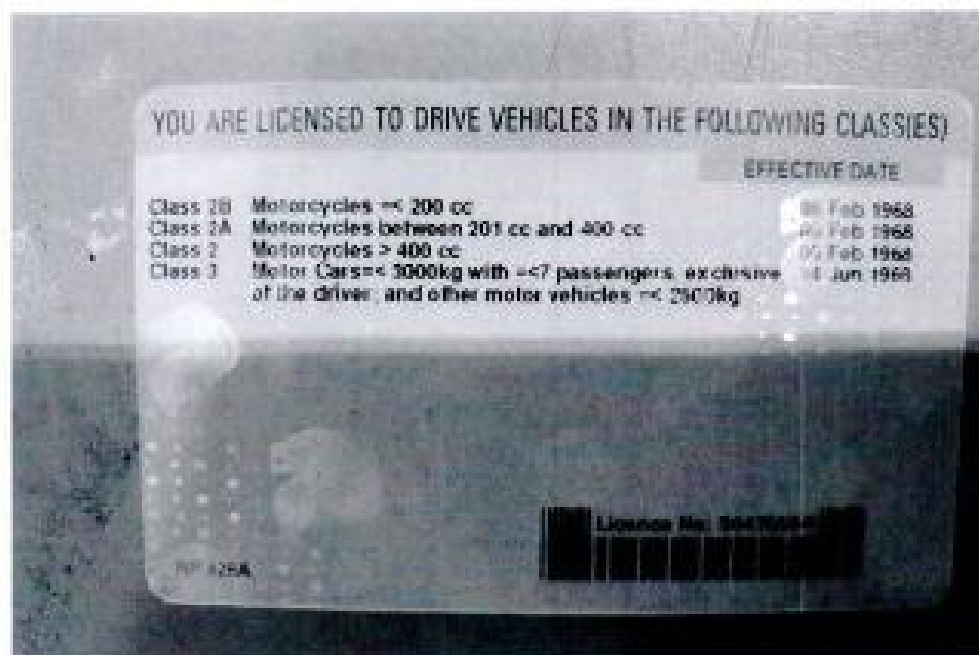 YOU ARE LICENSED TO DRIVE VEHICLES IN THE FOLLOWING CLASS(ES)
EFFECTIVE DATE
Class 2B Motorcycles =< 200 cc Feb 1968
Class 2A Motorcycles between 201 cc and 400 cc Feb 1968
Class 2 Motorcycles > 400 cc Feb 1968
Class 3 Motor Cars=< 3000kg with =<7 passengers, exclusive Jun 1968
of the driver; and other motor vehicles =< 2500kg
Licence No: